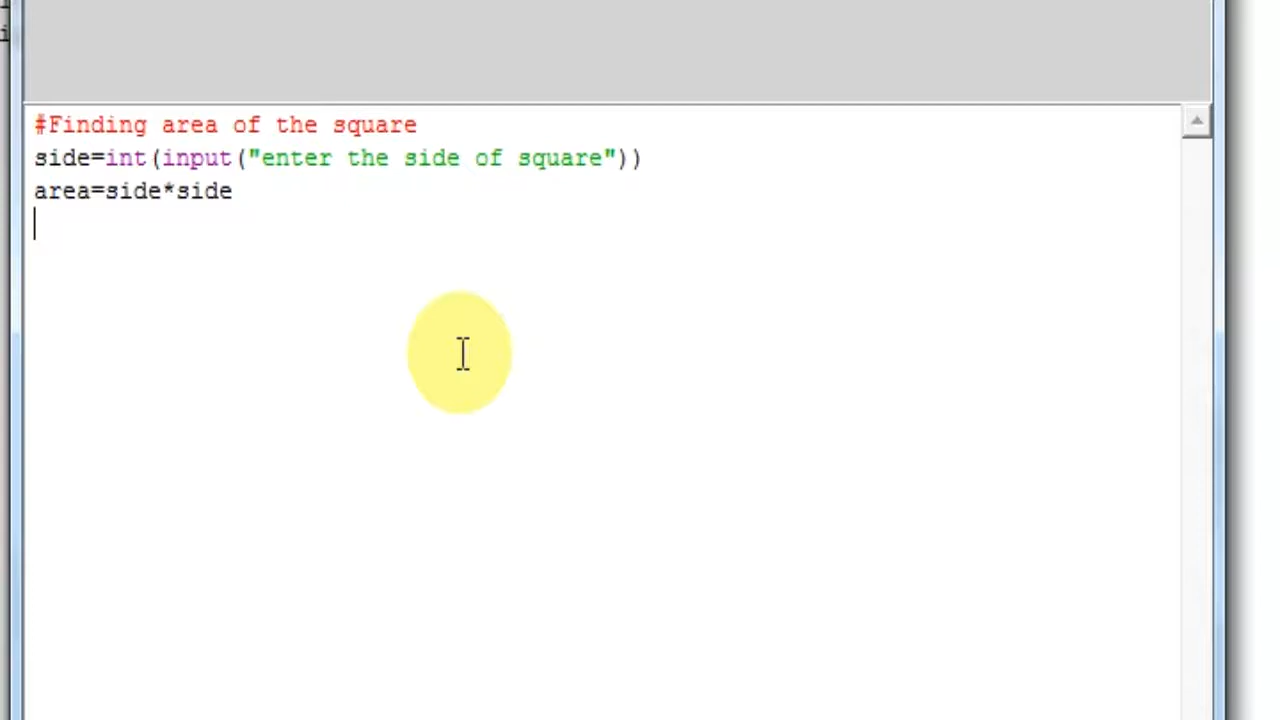 #Finding area of the square
side=int(input("enter the side of square"))
area=side*side